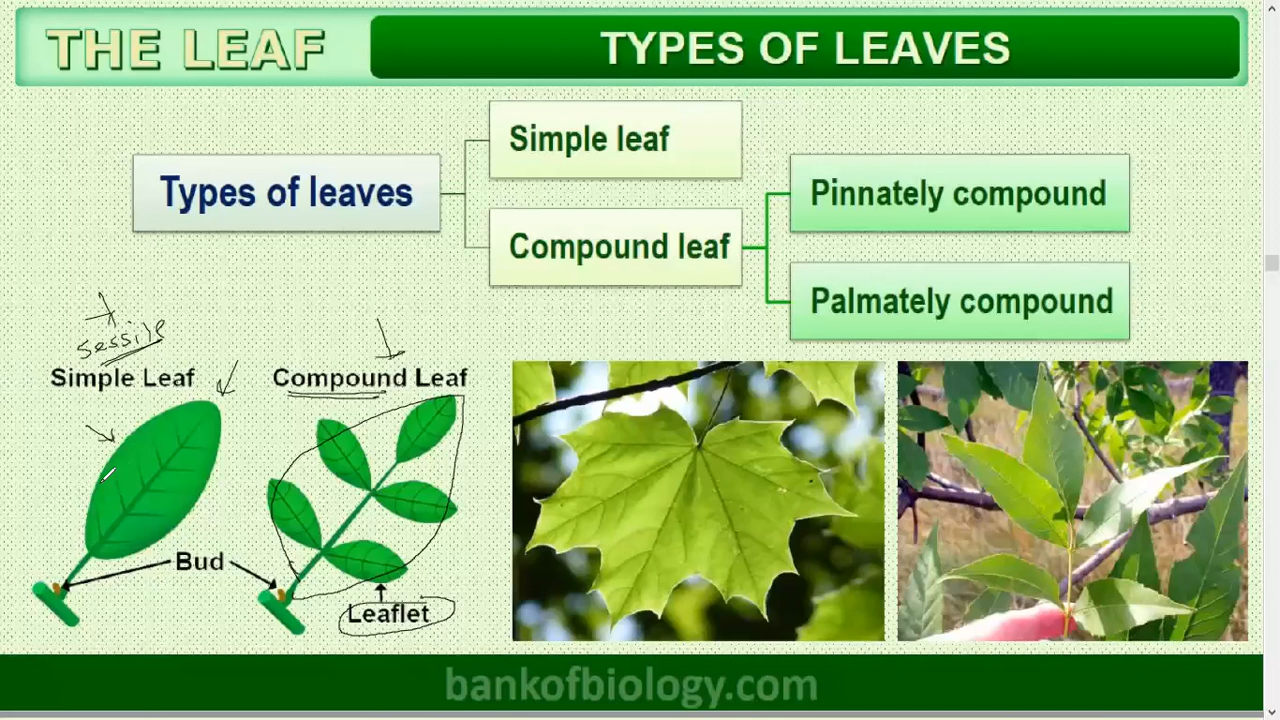 THE LEAF
TYPES OF LEAVES
Types of leaves
Simple leaf
Compound leaf
Pinnately compound
Palmately compound
sessile
Simple Leaf
Compound Leaf
Bud
Leaflet
bankofbiology.com